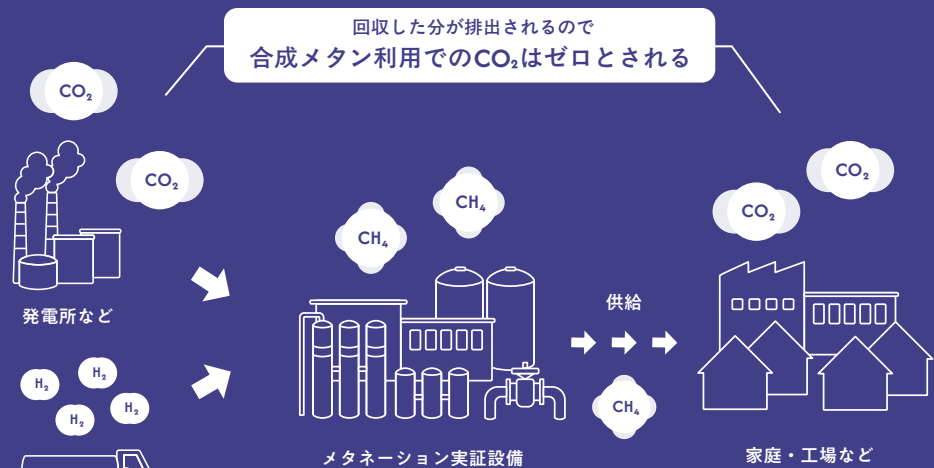 回収した分が排出されるので
合成メタン利用でのCO₂はゼロとされる
CO₂
CO₂
CO₂
CO₂
CH₄
CH₄
発電所など
供給
H₂
H₂
H₂
H₂
CH₄
メタネーション実証設備
家庭・工場など